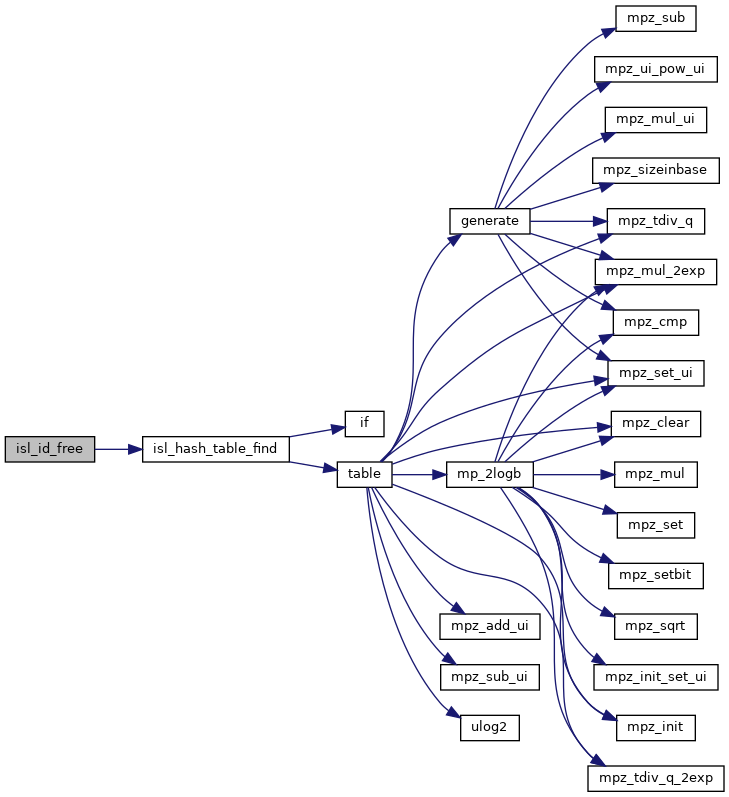 mpz_sub
mpz_ui_pow_ui
mpz_mul_ui
mpz_sizeinbase
generate
mpz_tdiv_q
mpz_mul_2exp
mpz_cmp
mpz_set_ui
if
mpz_clear
isl_id_free
isl_hash_table_find
table
mp_2logb
mpz_mul
mpz_set
mpz_setbit
mpz_add_ui
mpz_sqrt
mpz_sub_ui
mpz_init_set_ui
ulog2
mpz_init
mpz_tdiv_q_2exp